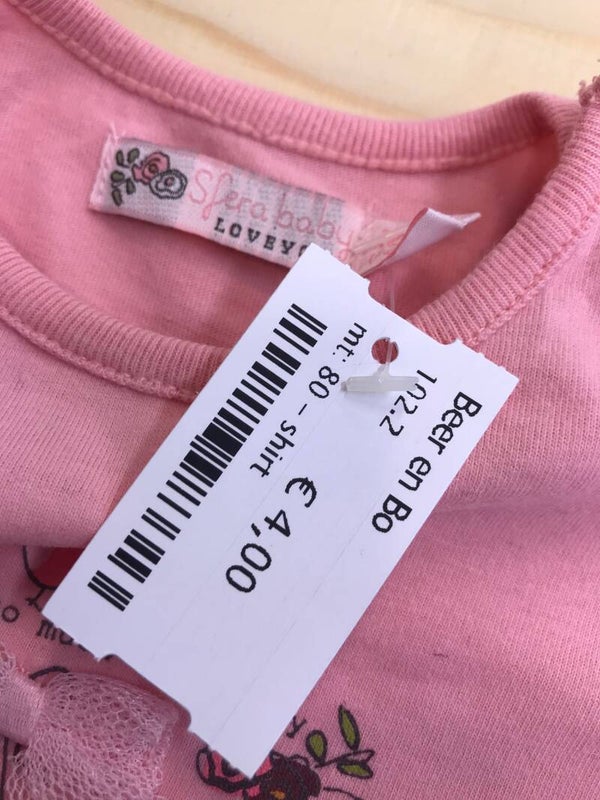 Sfera baby
LOVEYO
Beer en Bo
102.2
mt: 80 - shirt
€ 4,00